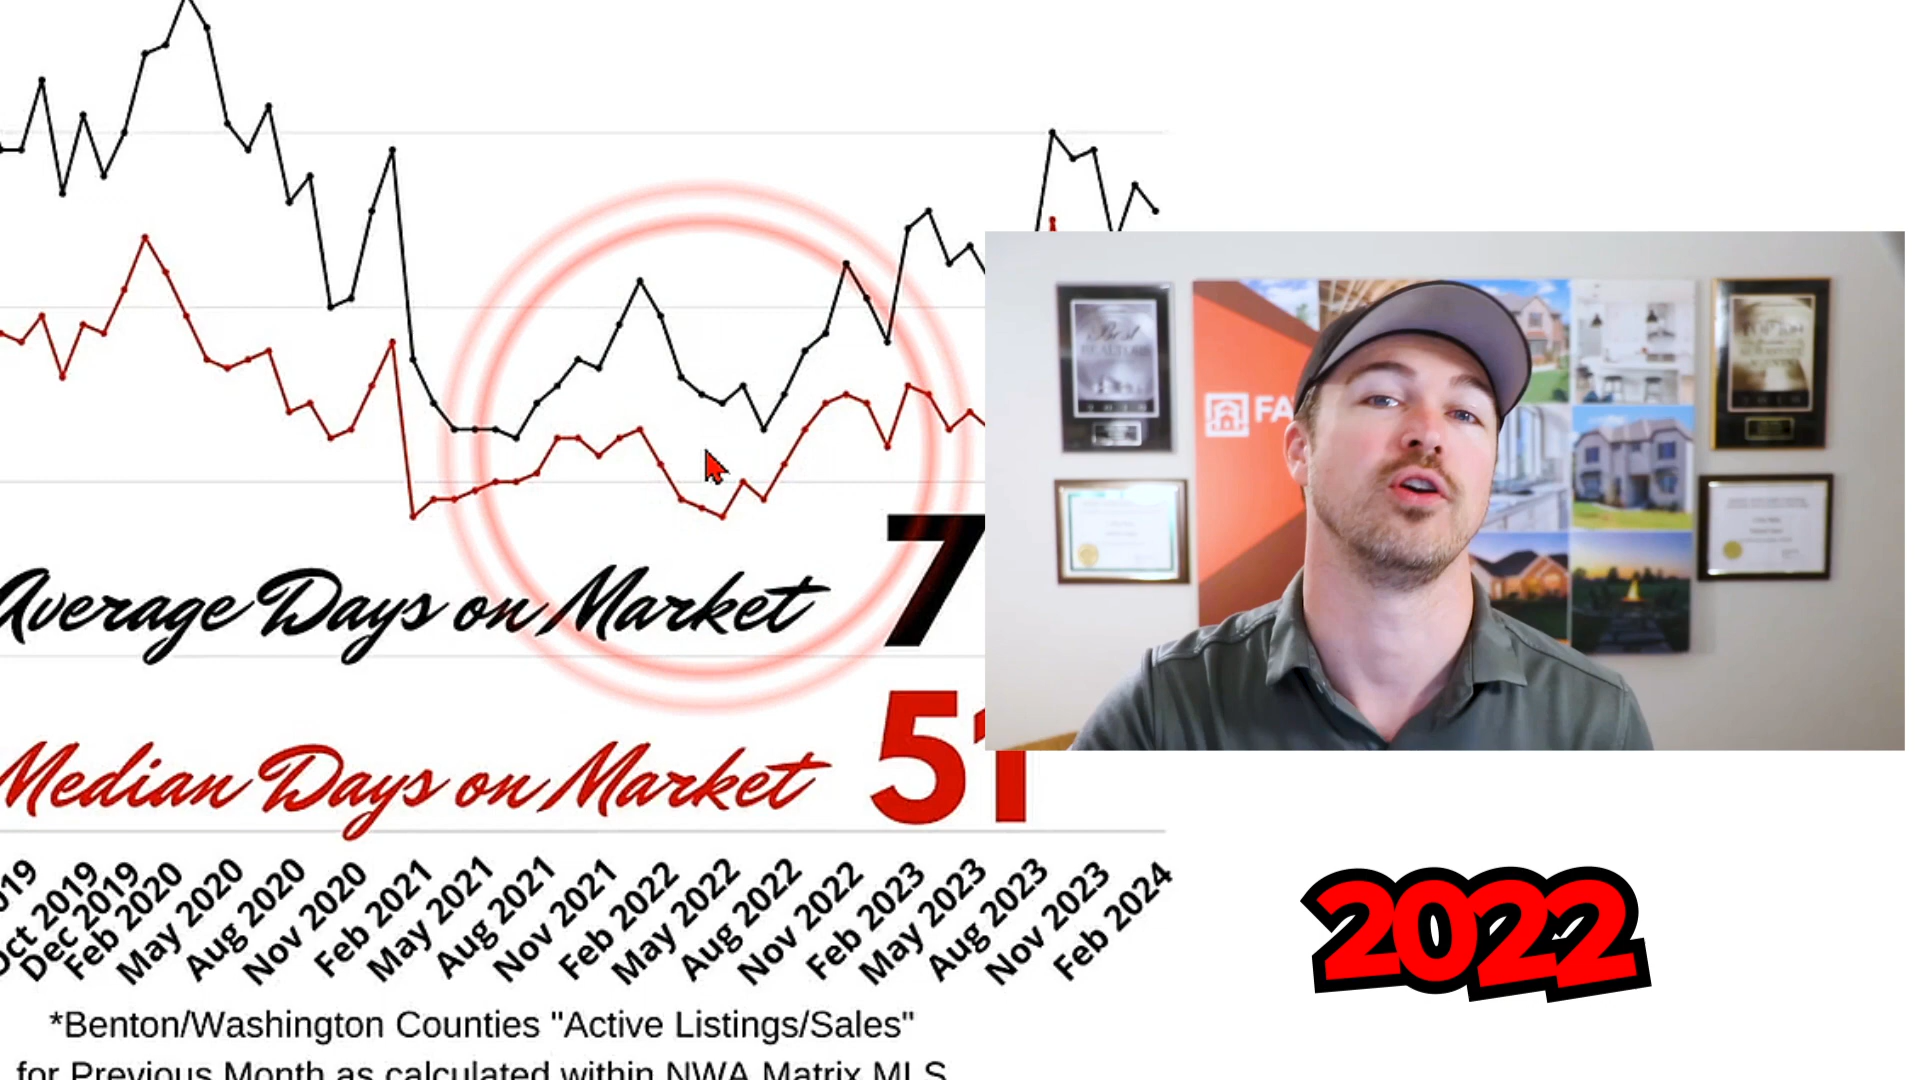 Average Days on Market 7
Median Days on Market 51
Oct 2019
Dec 2019
Feb 2020
May 2020
Aug 2020
Nov 2020
Feb 2021
May 2021
Aug 2021
Nov 2021
Feb 2022
May 2022
Aug 2022
Nov 2022
Feb 2023
May 2023
Aug 2023
Nov 2023
Feb 2024
*Benton/Washington Counties "Active Listings/Sales"
for Previous Month as calculated within NWA Matrix MLS
FA
Best
REALTORS
2022